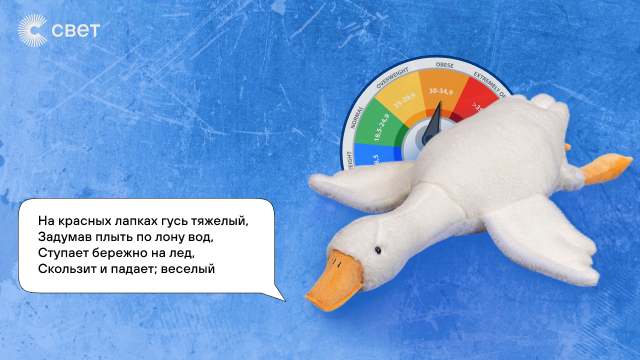 свет
UNDERWEIGHT
NORMAL
OVERWEIGHT
OBESE
EXTREMELY
18,5-24,9
25-29,9
30-34,9
На красных лапках гусь тяжелый,
Задумав плыть по лону вод,
Ступает бережно на лед,
Скользит и падает; веселый